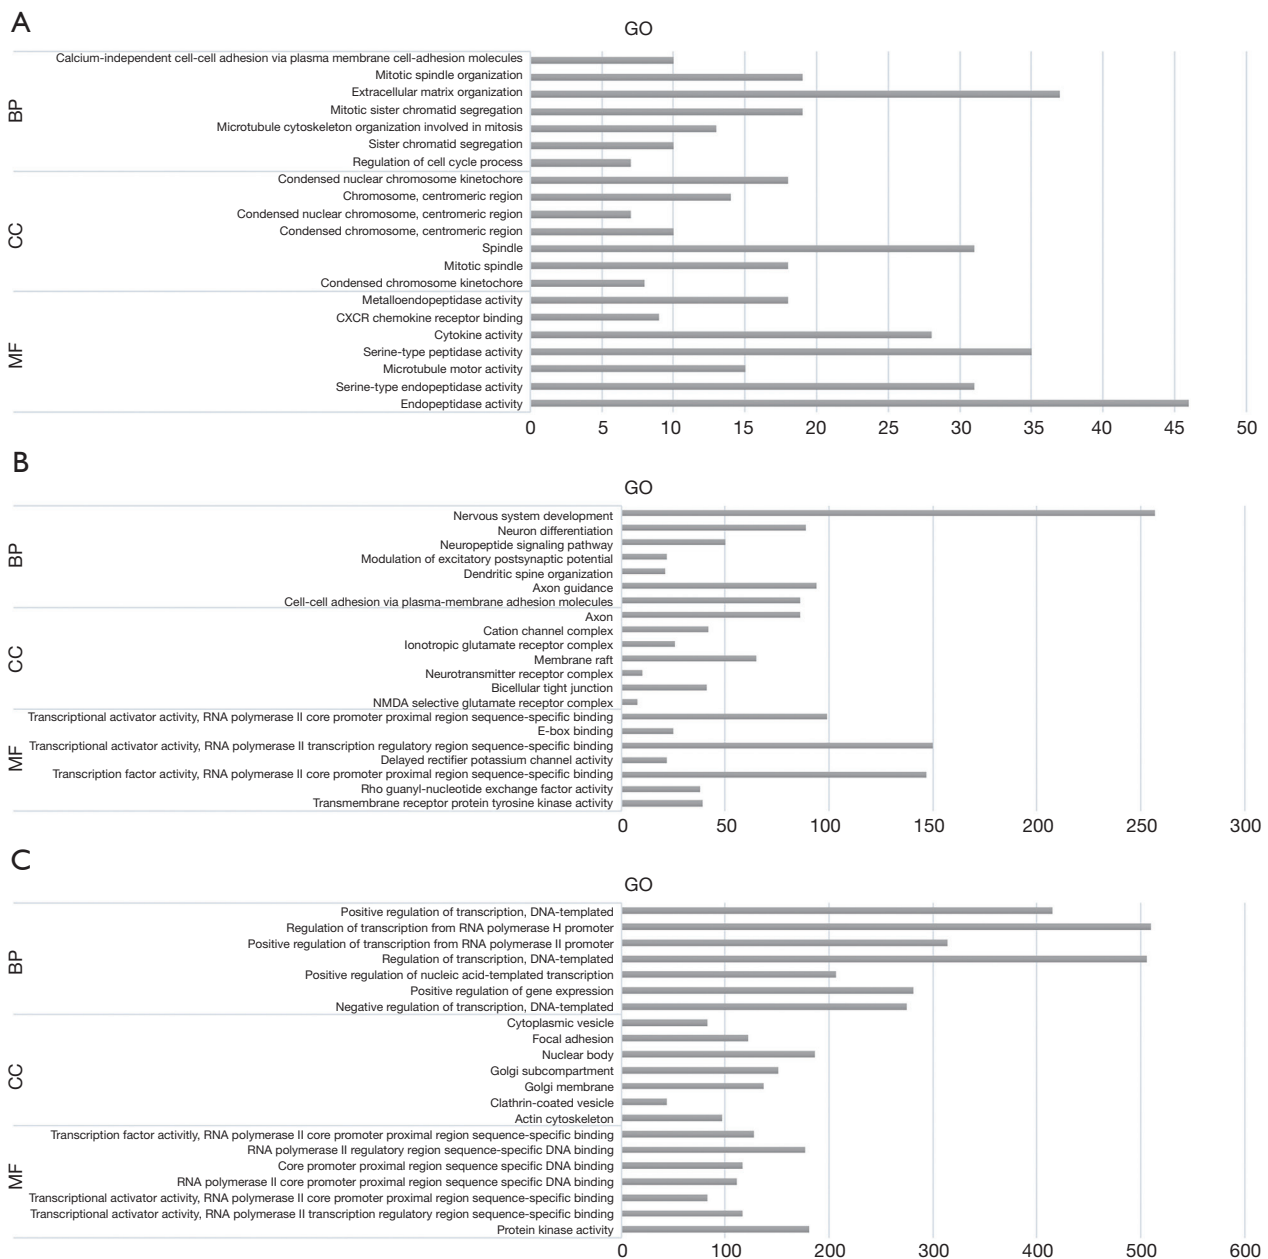 A
GO
BP
Calcium-independent cell-cell adhesion via plasma membrane cell-adhesion molecules
Mitotic spindle organization
Extracellular matrix organization
Mitotic sister chromatid segregation
Microtubule cytoskeleton organization involved in mitosis
Sister chromatid segregation
Regulation of cell cycle process
CC
Condensed nuclear chromosome kinetochore
Chromosome, centromeric region
Condensed nuclear chromosome, centromeric region
Condensed chromosome, centromeric region
Spindle
Mitotic spindle
Condensed chromosome kinetochore
MF
Metalloendopeptidase activity
CXCR chemokine receptor binding
Cytokine activity
Serine-type peptidase activity
Microtubule motor activity
Serine-type endopeptidase activity
Endopeptidase activity
0 5 10 15 20 25 30 35 40 45 50
B
GO
BP
Nervous system development
Neuron differentiation
Neuropeptide signaling pathway
Modulation of excitatory postsynaptic potential
Dendritic spine organization
Axon guidance
Cell-cell adhesion via plasma-membrane adhesion molecules
CC
Axon
Cation channel complex
Ionotropic glutamate receptor complex
Membrane raft
Neurotransmitter receptor complex
Bicellular tight junction
NMDA selective glutamate receptor complex
MF
Transcriptional activator activity, RNA polymerase II core promoter proximal region sequence-specific binding
E-box binding
Transcriptional activator activity, RNA polymerase II transcription regulatory region sequence-specific binding
Delayed rectifier potassium channel activity
Transcription factor activity, RNA polymerase II core promoter proximal region sequence-specific binding
Rho guanyl-nucleotide exchange factor activity
Transmembrane receptor protein tyrosine kinase activity
0 50 100 150 200 250 300
C
GO
BP
Positive regulation of transcription, DNA-templated
Regulation of transcription from RNA polymerase H promoter
Positive regulation of transcription from RNA polymerase II promoter
Regulation of transcription, DNA-templated
Positive regulation of nucleic acid-templated transcription
Positive regulation of gene expression
Negative regulation of transcription, DNA-templated
CC
Cytoplasmic vesicle
Focal adhesion
Nuclear body
Golgi subcompartment
Golgi membrane
Clathrin-coated vesicle
Actin cytoskeleton
MF
Transcription factor activitly, RNA polymerase II core promoter proximal region sequence-specific binding
RNA polymerase II regulatory region sequence-specific DNA binding
Core promoter proximal region sequence specific DNA binding
RNA polymerase II core promoter proximal region sequence specific DNA binding
Transcriptional activator activity, RNA polymerase II core promoter proximal region sequence-specific binding
Transcriptional activator activity, RNA polymerase II transcription regulatory region sequence-specific binding
Protein kinase activity
0 100 200 300 400 500 600